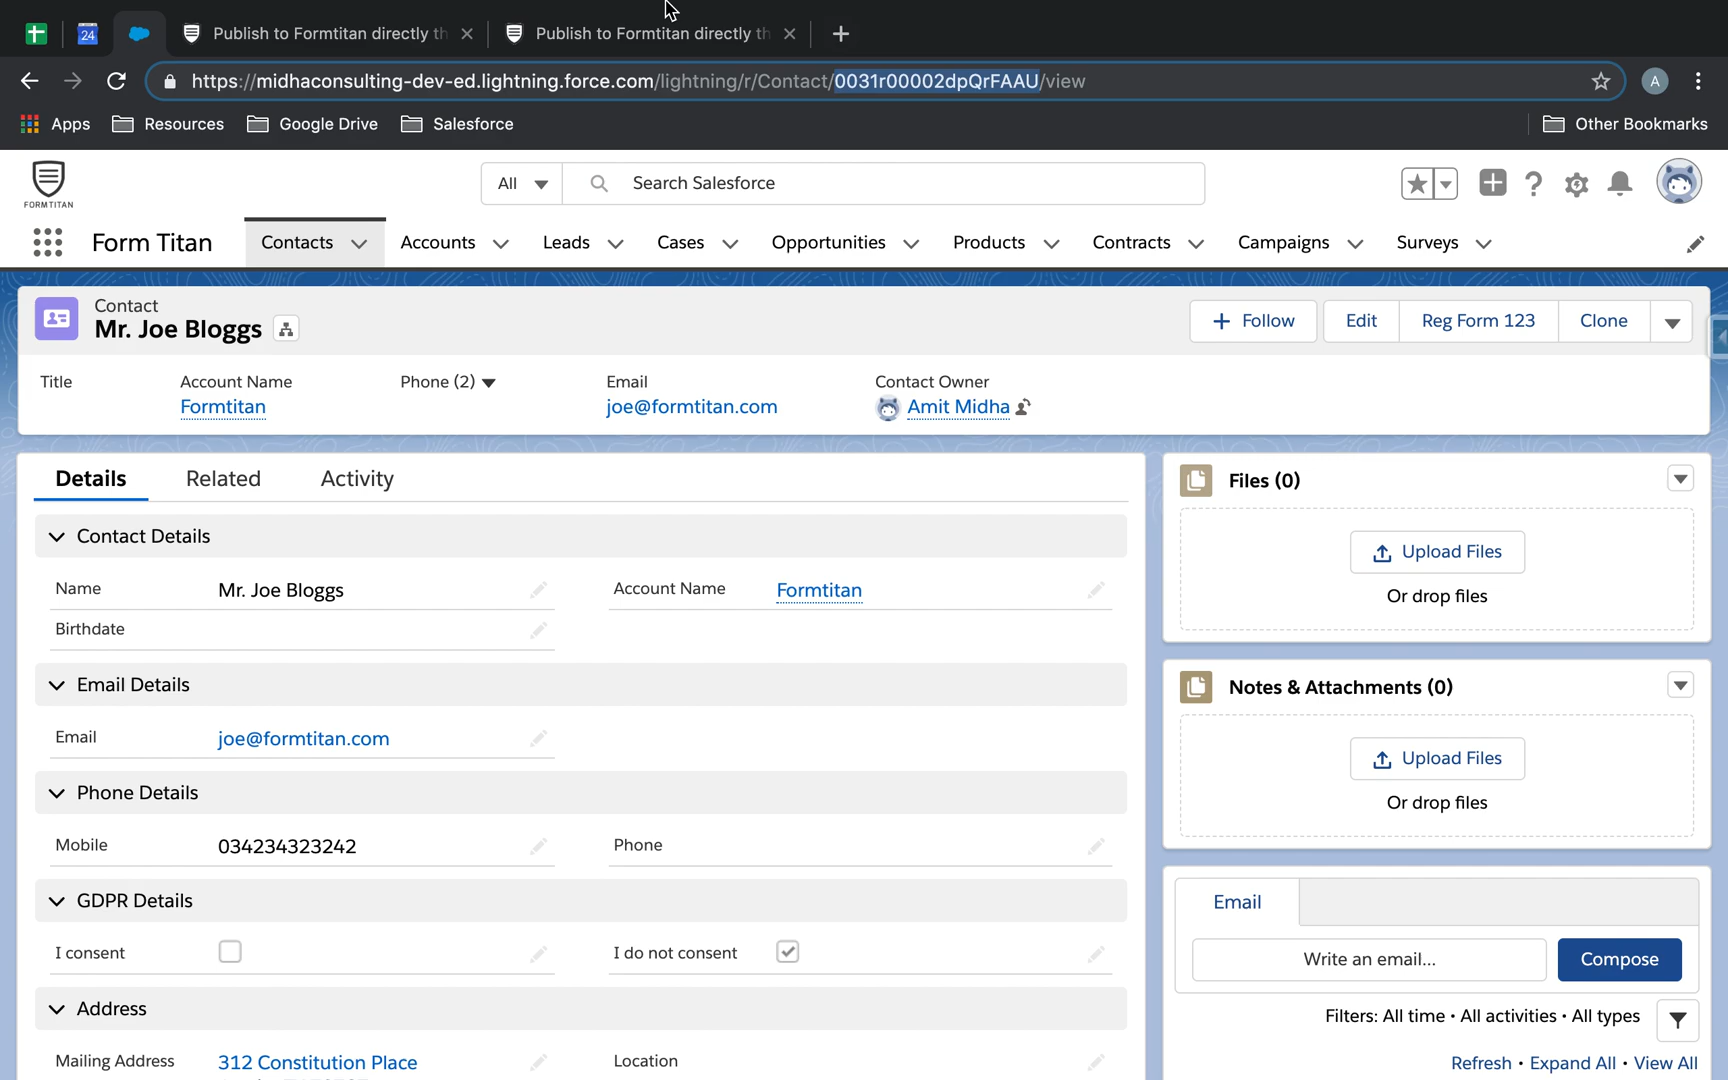 24
Publish to Formtitan directly th
Publish to Formtitan directly th
https://midhaconsulting-dev-ed.lightning.force.com/lightning/r/Contact/0031r00002dpQrFAAU/view
A
Apps
Resources
Google Drive
Salesforce
Other Bookmarks
FORMTITAN
All
Search Salesforce
Form Titan
Contacts
Accounts
Leads
Cases
Opportunities
Products
Contracts
Campaigns
Surveys
Contact
Mr. Joe Bloggs
Follow
Edit
Reg Form 123
Clone
Title
Account Name
Phone (2)
Email
Contact Owner
Formtitan
joe@formtitan.com
Amit Midha
Details
Related
Activity
Contact Details
Name
Mr. Joe Bloggs
Account Name
Formtitan
Birthdate
Email Details
Email
joe@formtitan.com
Phone Details
Mobile
034234323242
Phone
GDPR Details
I consent
I do not consent
Address
Mailing Address
312 Constitution Place
Location
Files (0)
Upload Files
Or drop files
Notes & Attachments (0)
Upload Files
Or drop files
Email
Write an email...
Compose
Filters: All time • All activities • All types
Refresh • Expand All • View All